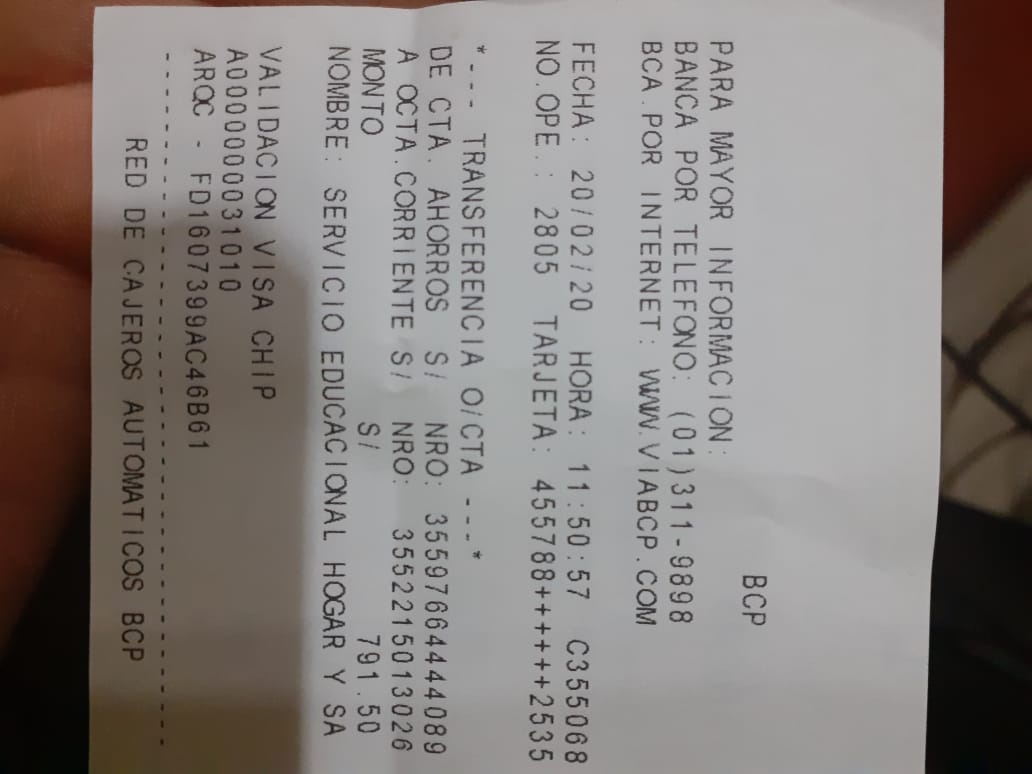 BCP
PARA MAYOR INFORMACION:
BANCA POR TELEFONO: (01)311-9898
BCA.POR INTERNET: WWW.VIABCP.COM
FECHA: 20/02/20 HORA: 11:50:57 C355068
NO.OPE.: 2805 TARJETA: 455788++++++2535
*--- TRANSFERENCIA O/CTA ---*
DE CTA. AHORROS S/ NRO: 35597664444089
A OCTA.CORRIENTE S/ NRO: 3552215013026
MONTO S/ 791.50
NOMBRE: SERVICIO EDUCACIONAL HOGAR Y SA
VALIDACION VISA CHIP
A0000000031010
ARQC - FD1607399AC46B61
----------------------------------------
RED DE CAJEROS AUTOMATICOS BCP